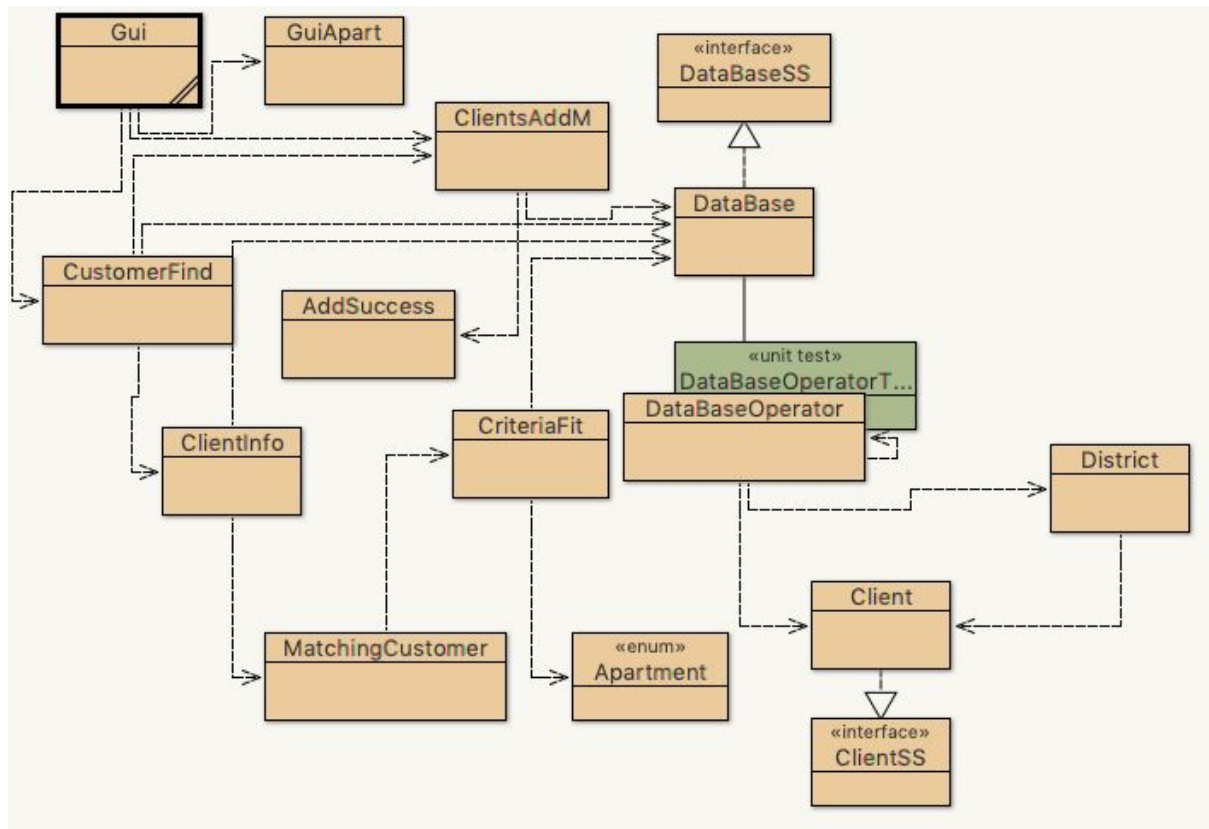 Gui
GuiApart
«interface»
DataBaseSS
ClientsAddM
DataBase
CustomerFind
AddSuccess
«unit test»
DataBaseOperatorT...
DataBaseOperator
CriteriaFit
ClientInfo
District
Client
MatchingCustomer
«enum»
Apartment
«interface»
ClientSS